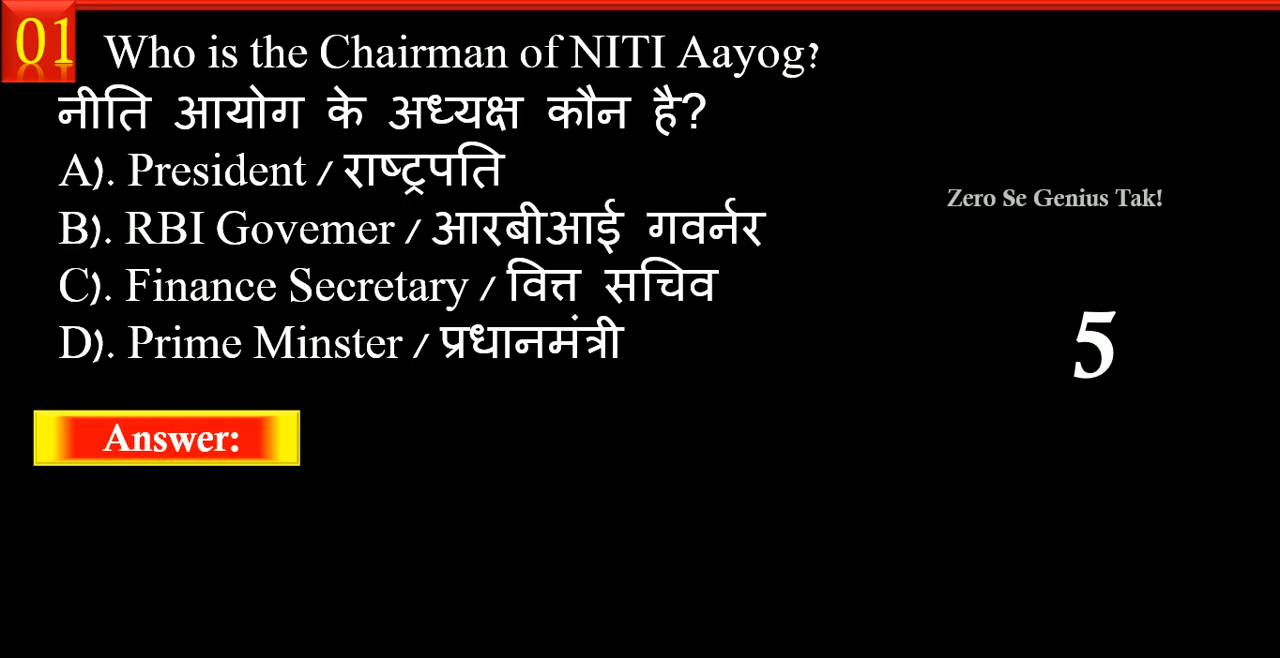 01
Who is the Chairman of NITI Aayog?
नीति आयोग के अध्यक्ष कौन है?
A). President / राष्ट्रपति
B). RBI Govemer / आरबीआई गवर्नर
C). Finance Secretary / वित्त सचिव
D). Prime Minster / प्रधानमंत्री
Zero Se Genius Tak!
5
Answer: